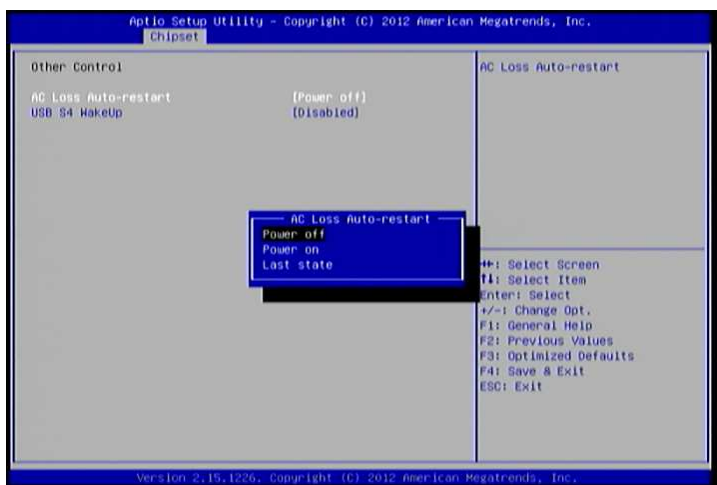 Aptio Setup Utility - Copyright (C) 2012 American Megatrends, Inc.
Chipset
Other Control
AC Loss Auto-restart [Power off]
USB S4 WakeUp [Disabled]
AC Loss Auto-restart
AC Loss Auto-restart
Power off
Power on
Last state
↔: Select Screen
↑↓: Select Item
Enter: Select
+/-: Change Opt.
F1: General Help
F2: Previous Values
F3: Optimized Defaults
F4: Save & Exit
ESC: Exit
Version 2.15.1226. Copyright (C) 2012 American Megatrends, Inc.